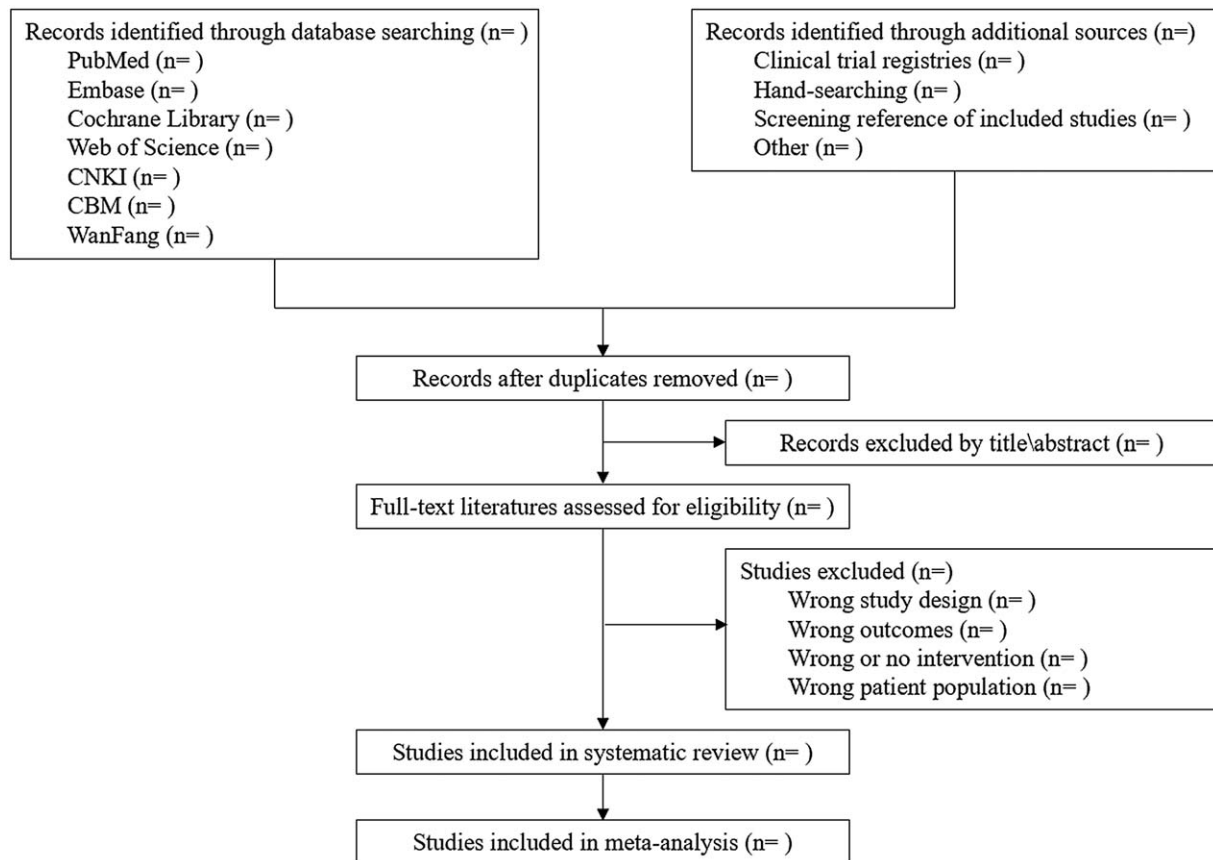 Records identified through database searching (n= )
PubMed (n= )
Embase (n= )
Cochrane Library (n= )
Web of Science (n= )
CNKI (n= )
CBM (n= )
WanFang (n= )
Records identified through additional sources (n=)
Clinical trial registries (n= )
Hand-searching (n= )
Screening reference of included studies (n= )
Other (n= )
Records after duplicates removed (n= )
Records excluded by title\abstract (n= )
Full-text literatures assessed for eligibility (n= )
Studies excluded (n=)
Wrong study design (n= )
Wrong outcomes (n= )
Wrong or no intervention (n= )
Wrong patient population (n= )
Studies included in systematic review (n= )
Studies included in meta-analysis (n= )